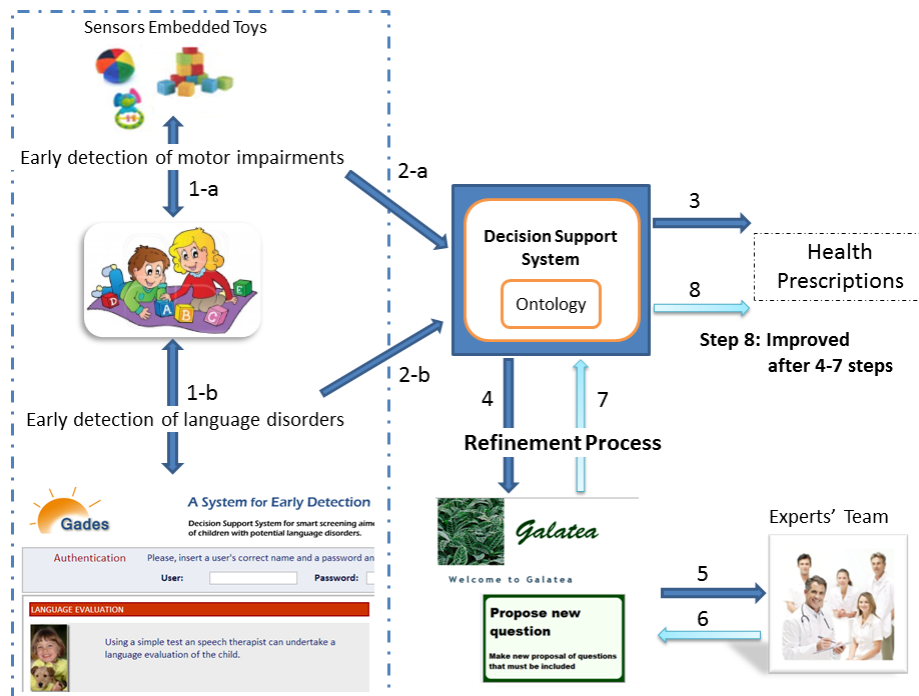 Sensors Embedded Toys
Early detection of motor impairments
1-a
2-a
D
A
B
C
E
1-b
2-b
Early detection of language disorders
Gades
A System for Early Detection
Decision Support System for smart screening aime
of children with potential language disorders.
Authentication
Please, insert a user's correct name and a password an
User:
Password:
LANGUAGE EVALUATION
Using a simple test an speech therapist can undertake a
language evaluation of the child.
Decision Support
System
Ontology
3
8
Health
Prescriptions
Step 8: Improved
after 4-7 steps
4
7
Refinement Process
Galatea
Welcome to Galatea
Propose new
question
Make new proposal of questions
that must be included
5
6
Experts' Team